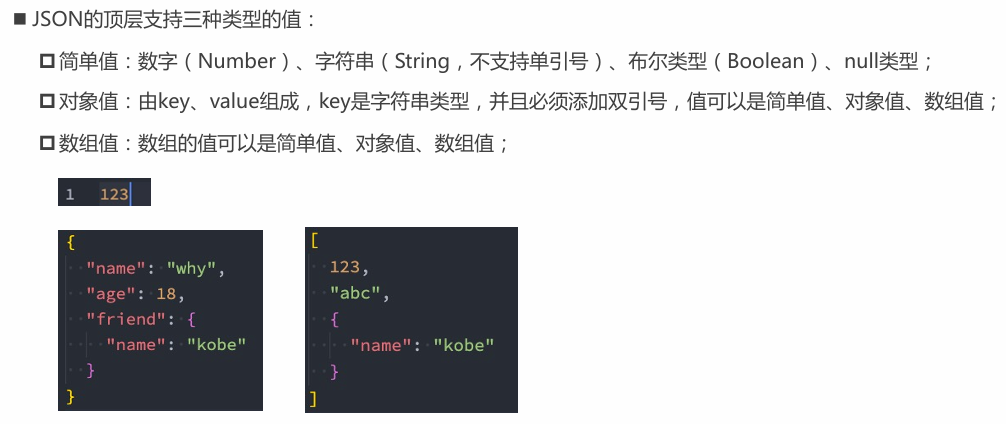 JSON的顶层支持三种类型的值：
简单值：数字（Number）、字符串（String，不支持单引号）、布尔类型（Boolean）、null类型；
对象值：由key、value组成，key是字符串类型，并且必须添加双引号，值可以是简单值、对象值、数组值；
数组值：数组的值可以是简单值、对象值、数组值；
1 123
{
"name": "why",
"age": 18,
"friend": {
"name": "kobe"
}
}
[
123,
"abc",
{
"name": "kobe"
}
]